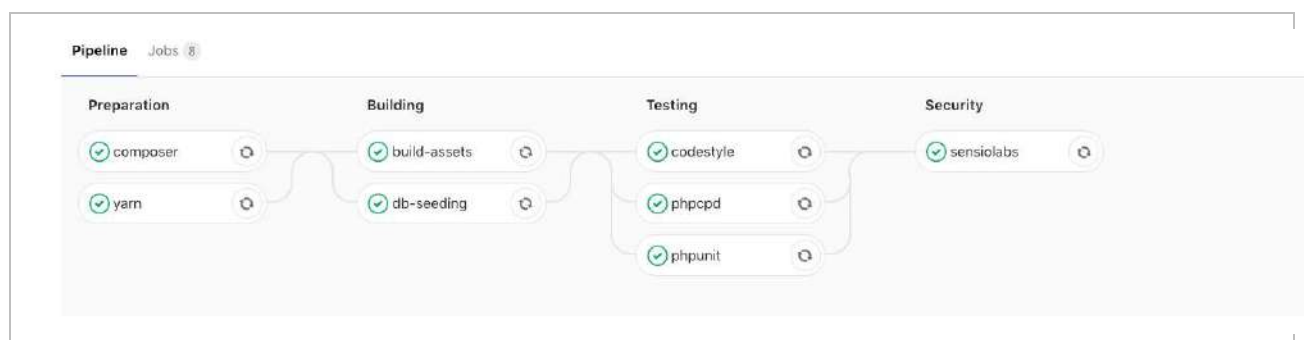 Pipeline Jobs 8
Preparation Building Testing Security
composer build-assets codestyle sensiolabs
yarn db-seeding phpcpd
phpunit